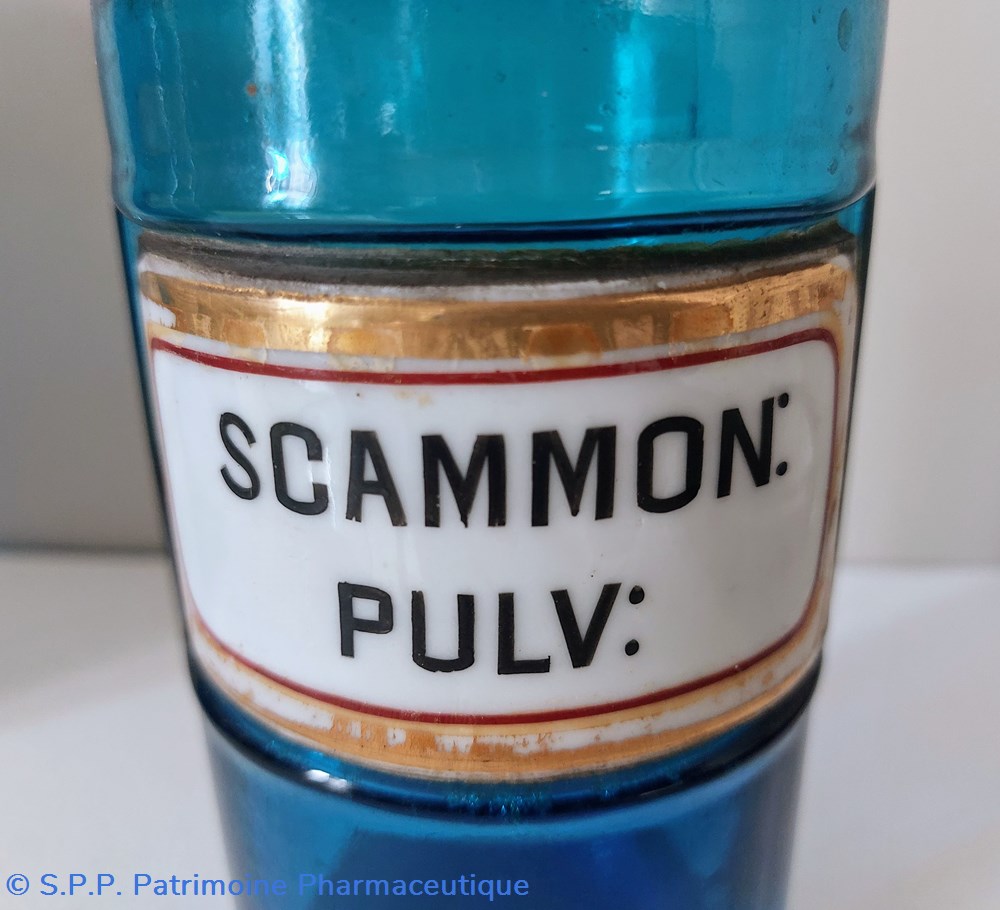 SCAMMON:
PULV:
© S.P.P. Patrimoine Pharmaceutique